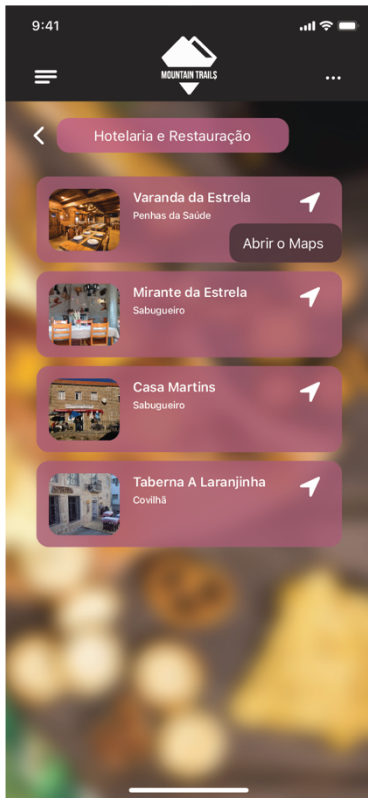 9:41
MOUNTAIN TRAILS
Hotelaria e Restauração
Varanda da Estrela
Penhas da Saúde
Abrir o Maps
Mirante da Estrela
Sabugueiro
Casa Martins
Sabugueiro
Taberna A Laranjinha
Covilhã